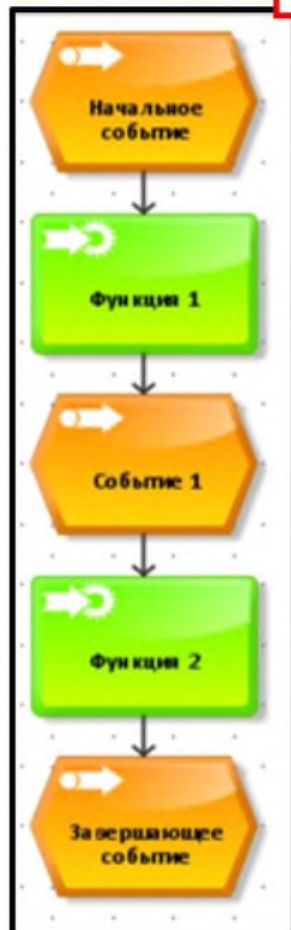 Начальное
событие
Функция 1
Событие 1
Функция 2
Завершающее
событие